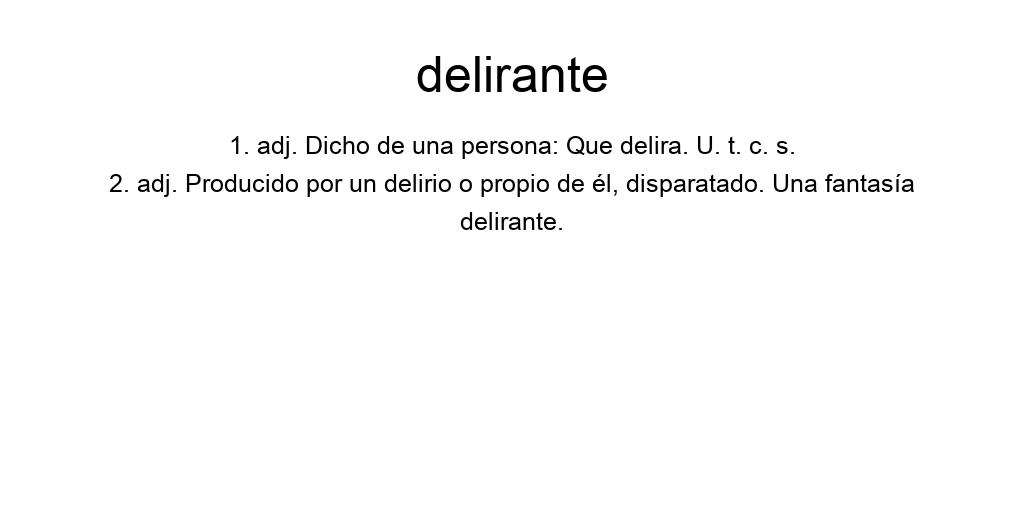 delirante
1. adj. Dicho de una persona: Que delira. U. t. c. s.
2. adj. Producido por un delirio o propio de él, disparatado. Una fantasía
delirante.